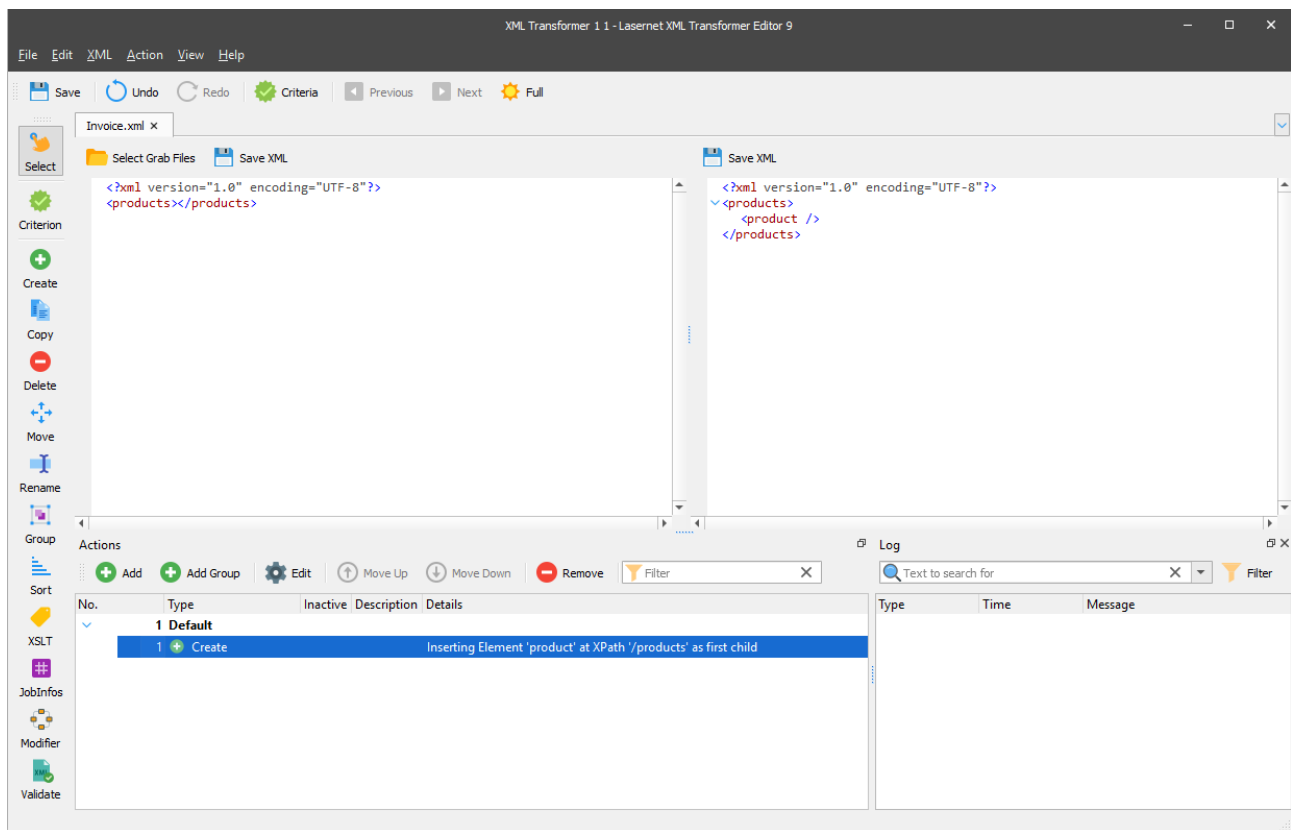 XML Transformer 1 1 - Lasernet XML Transformer Editor 9
File Edit XML Action View Help
Save Undo Redo Criteria Previous Next Full
Invoice.xml
Select
Criterion
Create
Copy
Delete
Move
Rename
Group
Sort
XSLT
JobInfos
Modifier
Validate
Select Grab Files Save XML
<?xml version="1.0" encoding="UTF-8"?>
<products></products>
Save XML
<?xml version="1.0" encoding="UTF-8"?>
<products>
<product />
</products>
Actions
Add Add Group Edit Move Up Move Down Remove Filter
No. Type Inactive Description Details
1 Default
1 Create Inserting Element 'product' at XPath '/products' as first child
Log
Text to search for Filter
Type Time Message